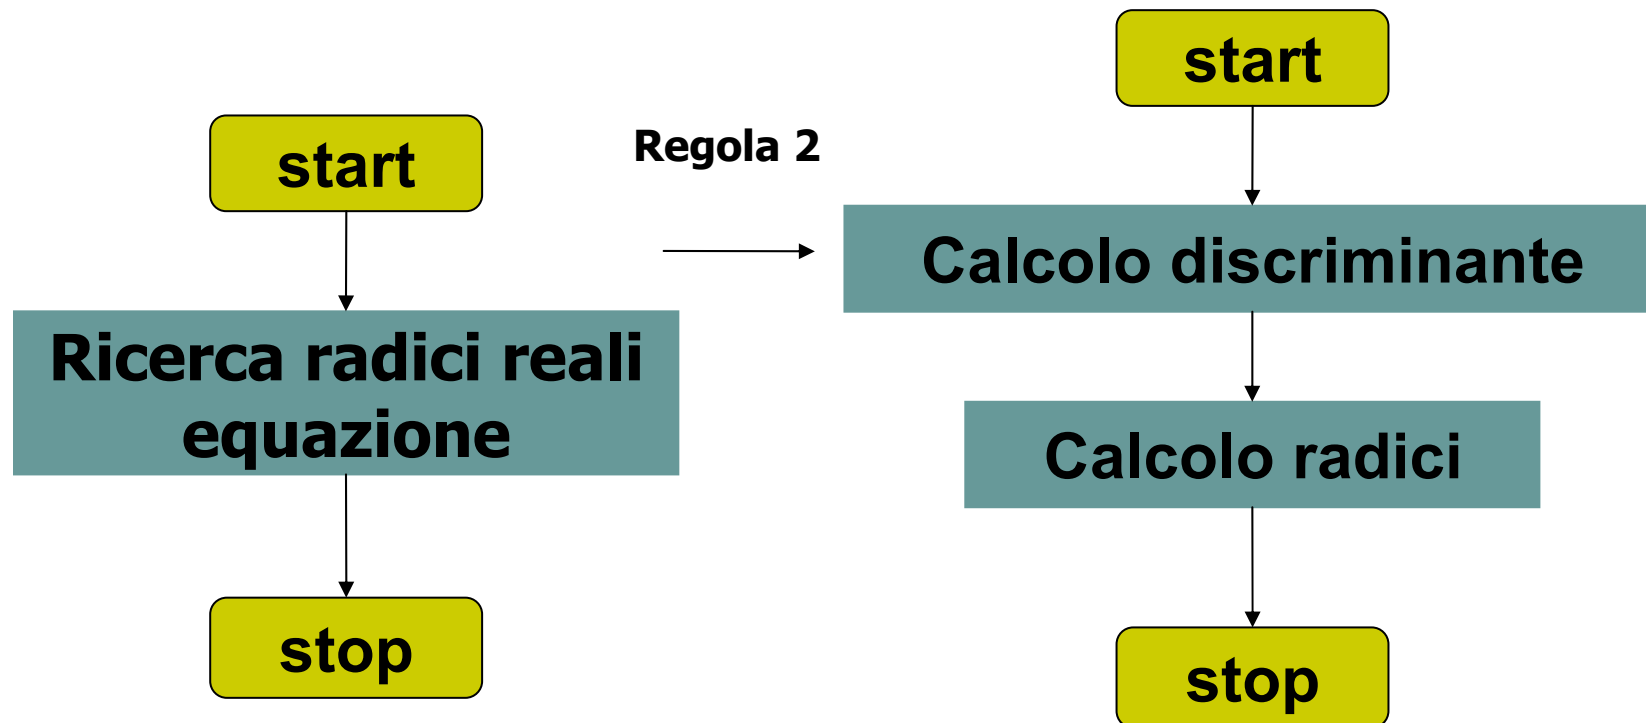 start
Ricerca radici reali
equazione
stop
Regola 2
start
Calcolo discriminante
Calcolo radici
stop